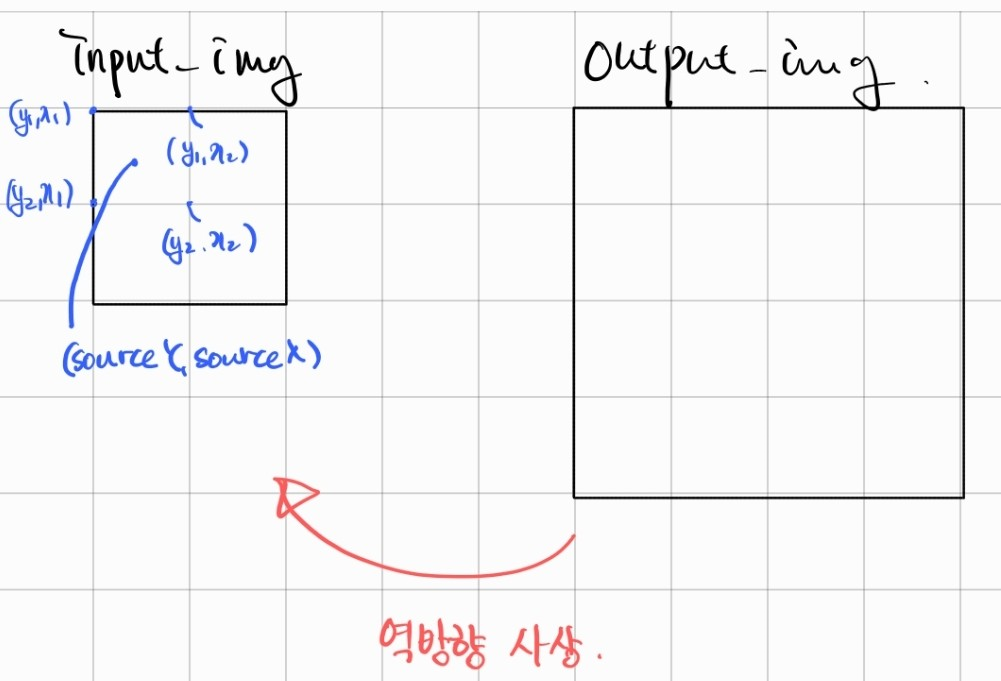 input_img
output_img.
(y₁,x₁)
(y₁,x₂)
(y₂,x₁)
(y₂.x₂)
(sourceY, sourceX)
역방향 사상.